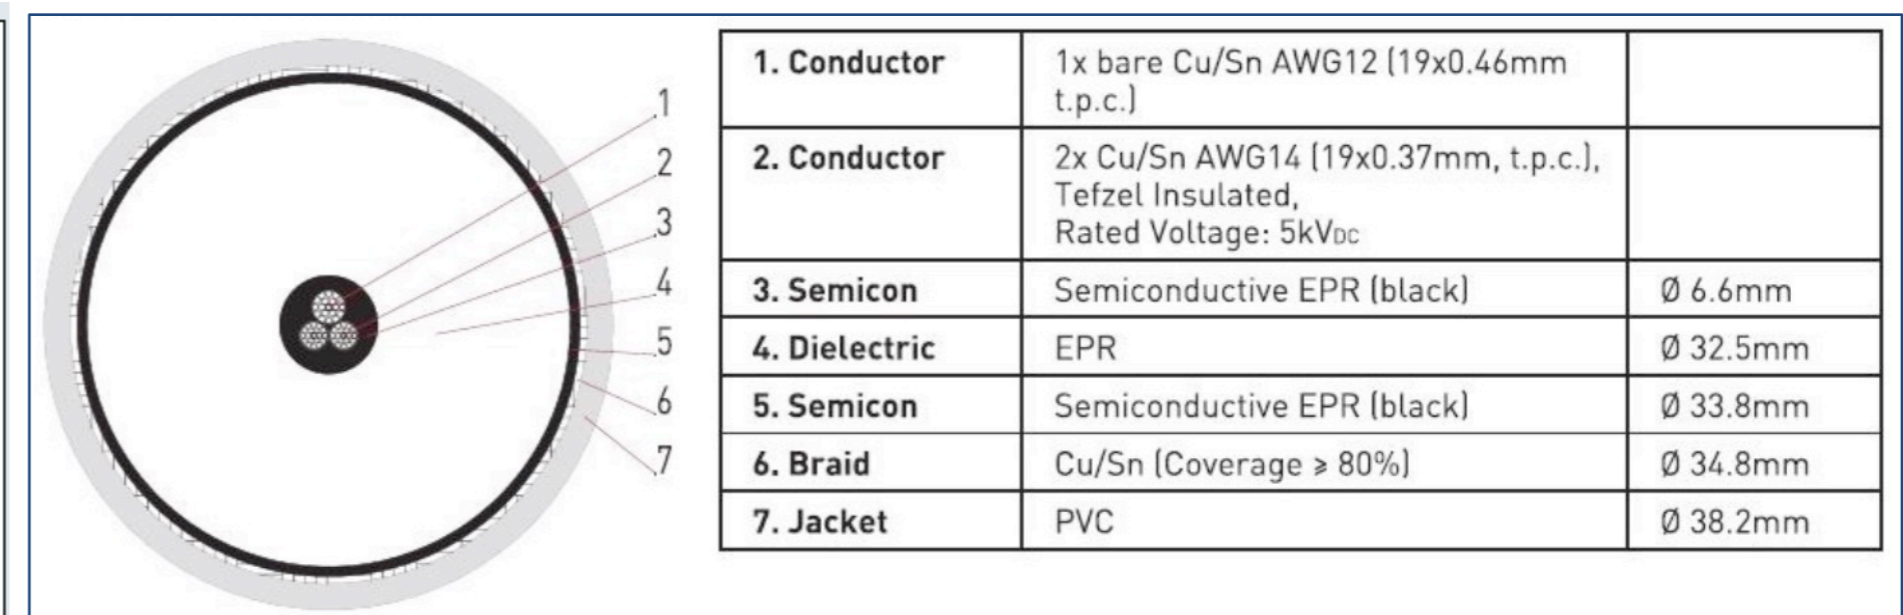 1
2
3
4
5
6
7
1. Conductor 1x bare Cu/Sn AWG12 (19x0.46mm
t.p.c.)
2. Conductor 2x Cu/Sn AWG14 (19x0.37mm, t.p.c.),
Tefzel Insulated,
Rated Voltage: 5kVDC
3. Semicon Semiconductive EPR (black) Ø 6.6mm
4. Dielectric EPR Ø 32.5mm
5. Semicon Semiconductive EPR (black) Ø 33.8mm
6. Braid Cu/Sn (Coverage ≥ 80%) Ø 34.8mm
7. Jacket PVC Ø 38.2mm